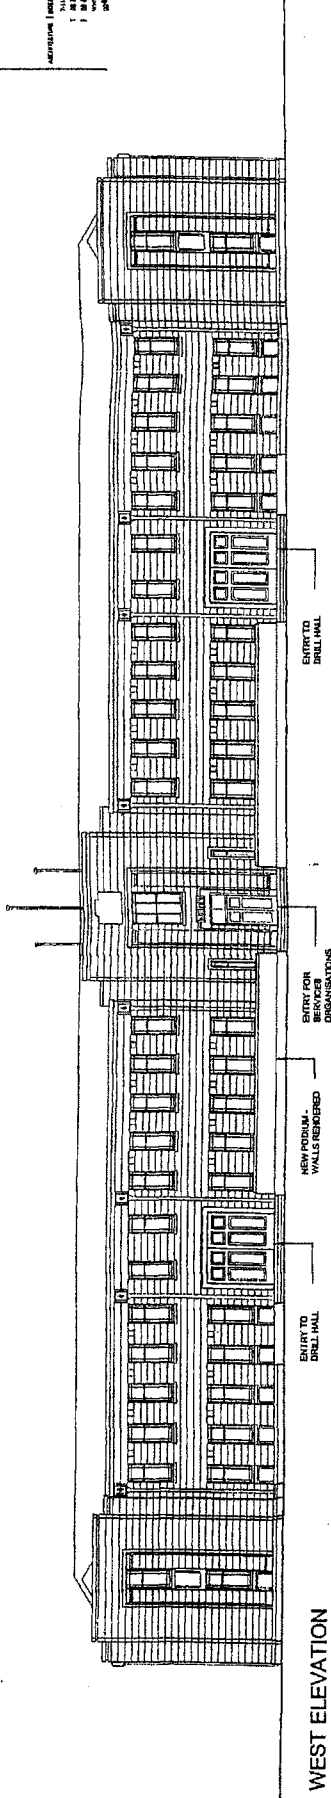 WEST ELEVATION
ENTRY TO
DRILL HALL
NEW PODIUM -
WALLS RENDERED
ENTRY FOR
SERVICES
ORGANISATIONS
ENTRY TO
DRILL HALL